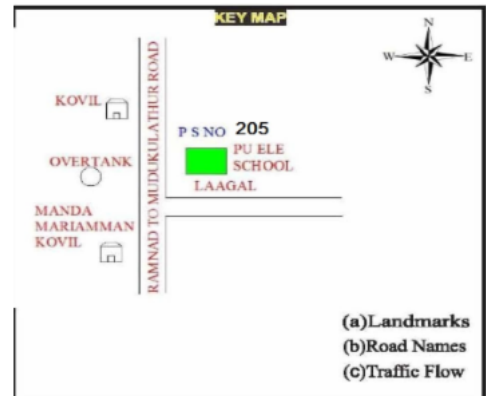 KEY MAP
N
W
E
S
KOVIL
P S NO 205
PU ELE
SCHOOL
OVERTANK
LAAGAL
MANDA
MARIAMMAN
KOVIL
RAMNAD TO MUDUKULATHUR ROAD
(a)Landmarks
(b)Road Names
(c)Traffic Flow